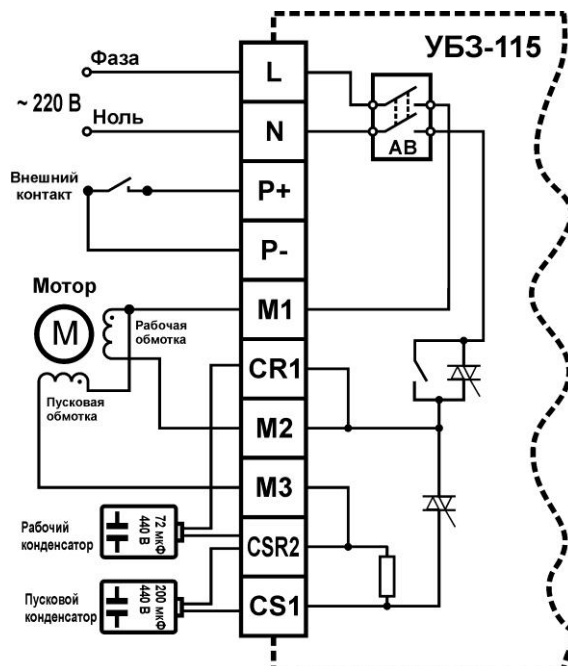 УБЗ-115
Фаза
L
~ 220 В
Ноль
N
АВ
Внешний
контакт
P+
P-
Мотор
M
M1
Рабочая
обмотка
CR1
Пусковая
обмотка
M2
M3
Рабочий
конденсатор
72 мкФ
440 В
CSR2
Пусковой
конденсатор
200 мкФ
440 В
CS1